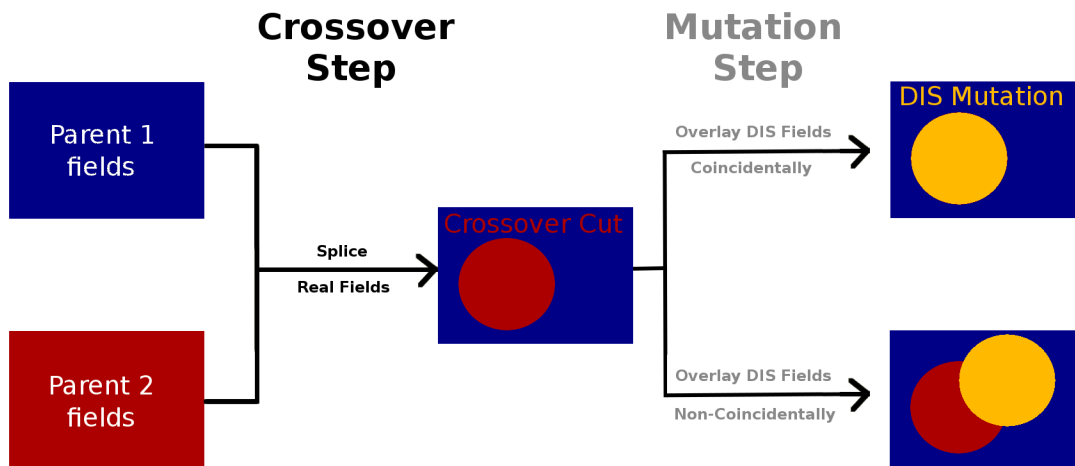 Crossover
Step
Mutation
Step
Parent 1
fields
Parent 2
fields
Splice
Real Fields
Crossover Cut
Overlay DIS Fields
Coincidentally
Overlay DIS Fields
Non-Coincidentally
DIS Mutation